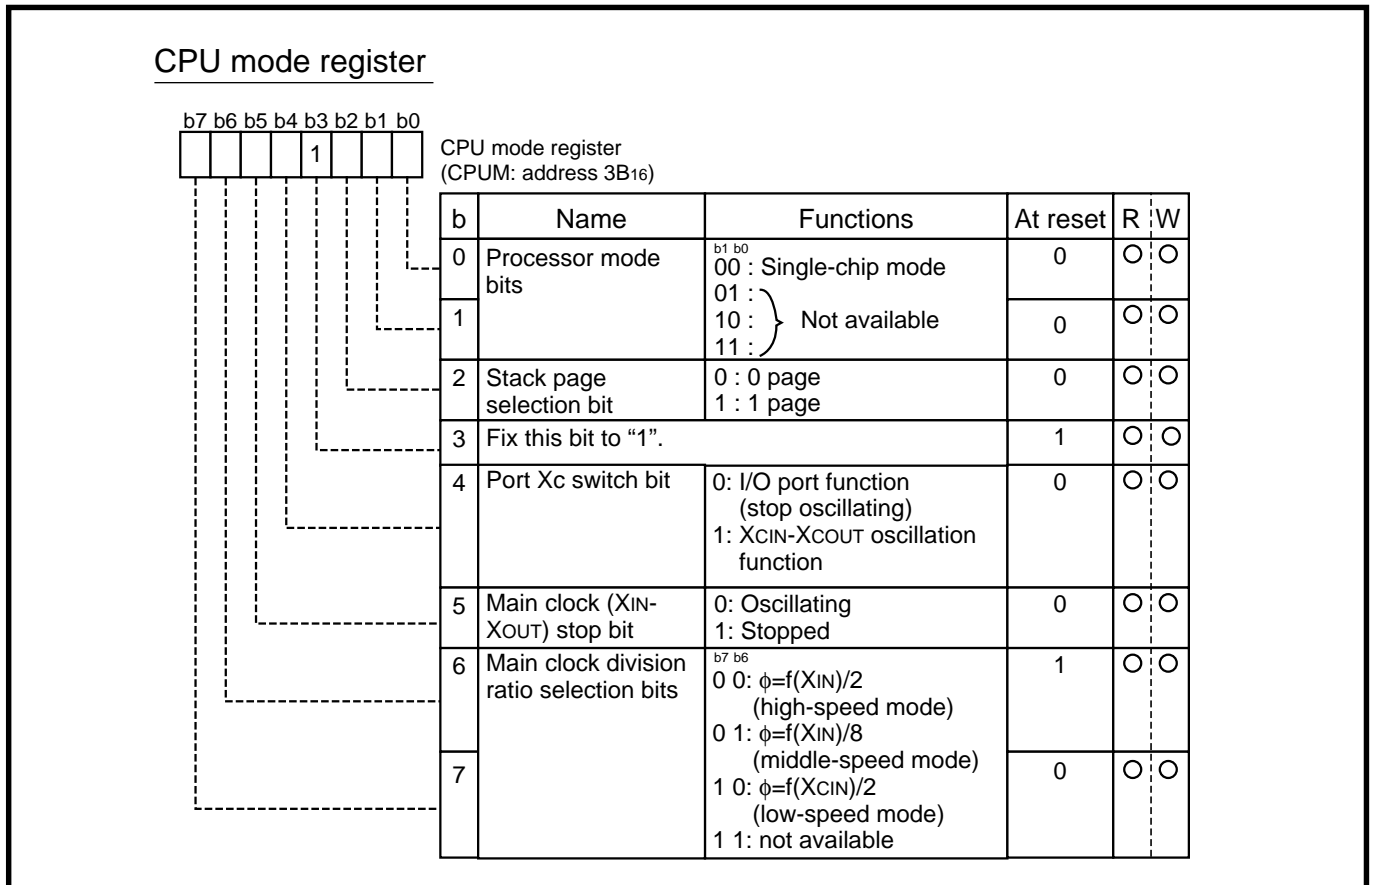 CPU mode register
b7 b6 b5 b4 b3 b2 b1 b0
1
CPU mode register
(CPUM: address 3B16)
b Name Functions At reset R W
0 Processor mode bits b1 b0 0 ○ ○
00 : Single-chip mode
01 :
1 10 : Not available 0 ○ ○
11 :
2 Stack page 0 : 0 page 0 ○ ○
selection bit 1 : 1 page
3 Fix this bit to “1”. 1 ○ ○
4 Port Xc switch bit 0: I/O port function 0 ○ ○
(stop oscillating)
1: XCIN-XCOUT oscillation
function
5 Main clock (XIN- 0: Oscillating 0 ○ ○
XOUT) stop bit 1: Stopped
6 Main clock division b7 b6 1 ○ ○
ratio selection bits 0 0: ϕ=f(XIN)/2
(high-speed mode)
0 1: ϕ=f(XIN)/8
(middle-speed mode)
7 1 0: ϕ=f(XCIN)/2 0 ○ ○
(low-speed mode)
1 1: not available